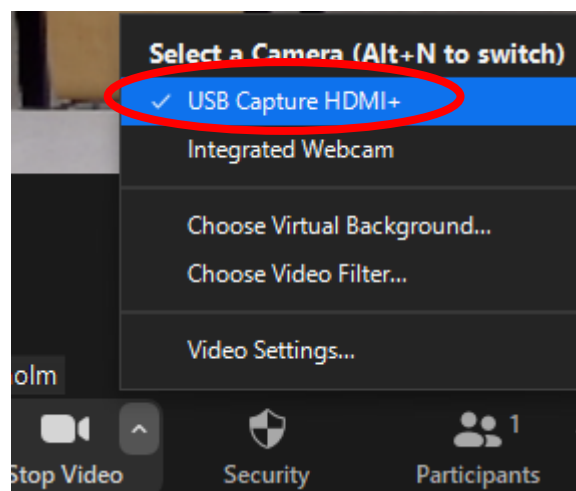 Select a Camera (Alt+N to switch)
USB Capture HDMI+
Integrated Webcam
Choose Virtual Background...
Choose Video Filter...
Video Settings...
olm
1
Stop Video
Security
Participants